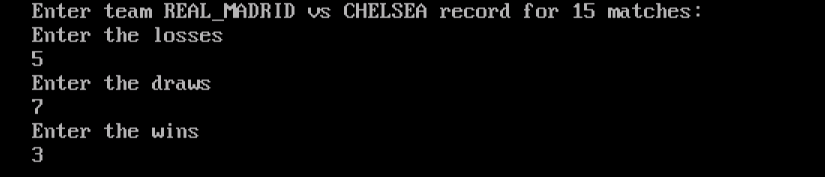 Enter team REAL_MADRID vs CHELSEA record for 15 matches:
Enter the losses
5
Enter the draws
7
Enter the wins
3